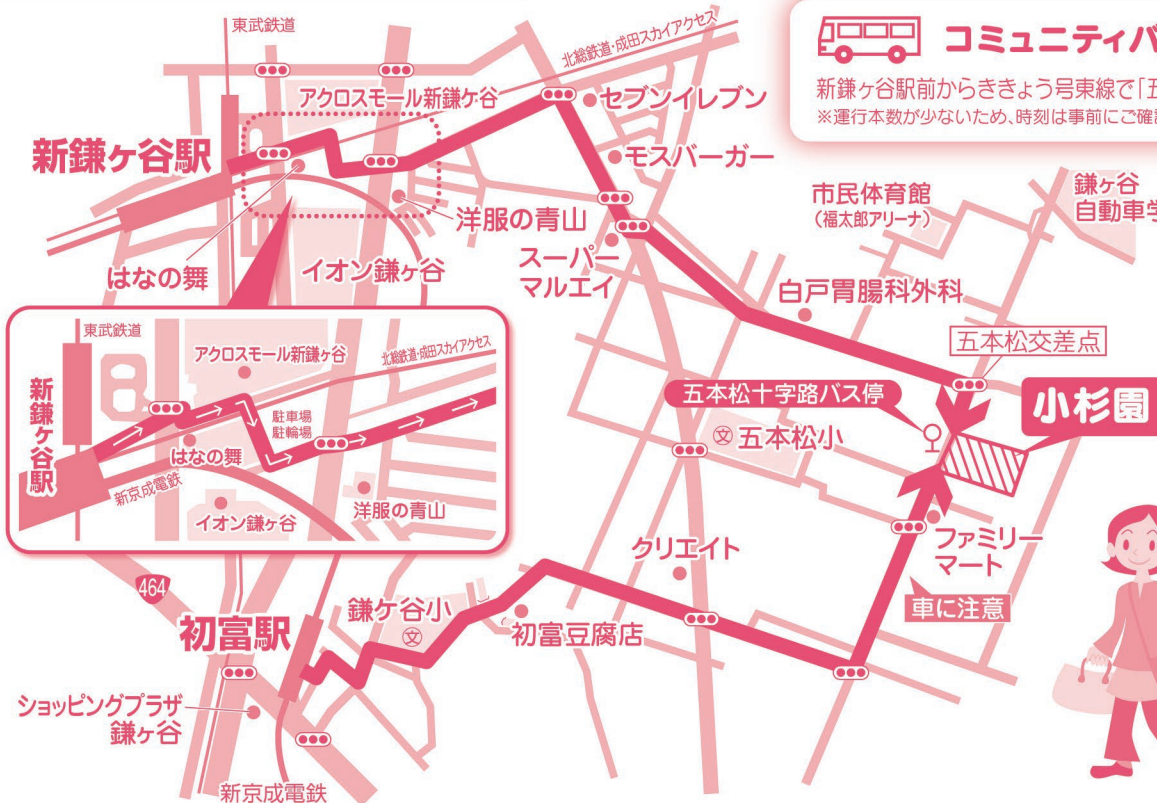 東武鉄道
北総鉄道・成田スカイアクセス
コミュニティバ
新鎌ヶ谷駅前からききょう号東線で「五
※運行本数が少ないため、時刻は事前にご確認
アクロスモール新鎌ケ谷
セブンイレブン
新鎌ヶ谷駅
モスバーガー
市民体育館
（福太郎アリーナ）
鎌ヶ谷
自動車学
洋服の青山
はなの舞
イオン鎌ヶ谷
スーパー
マルエイ
白戸胃腸科外科
東武鉄道
アクロスモール新鎌ケ谷
北総鉄道・成田スカイアクセス
五本松交差点
新鎌ヶ谷駅
駐車場
駐輪場
はなの舞
新京成電鉄
イオン鎌ヶ谷
洋服の青山
五本松十字路バス停
小杉園
文
五本松小
クリエイト
ファミリー
マート
車に注意
464
初富駅
鎌ケ谷小
文
初富豆腐店
ショッピングプラザ
鎌ヶ谷
新京成電鉄